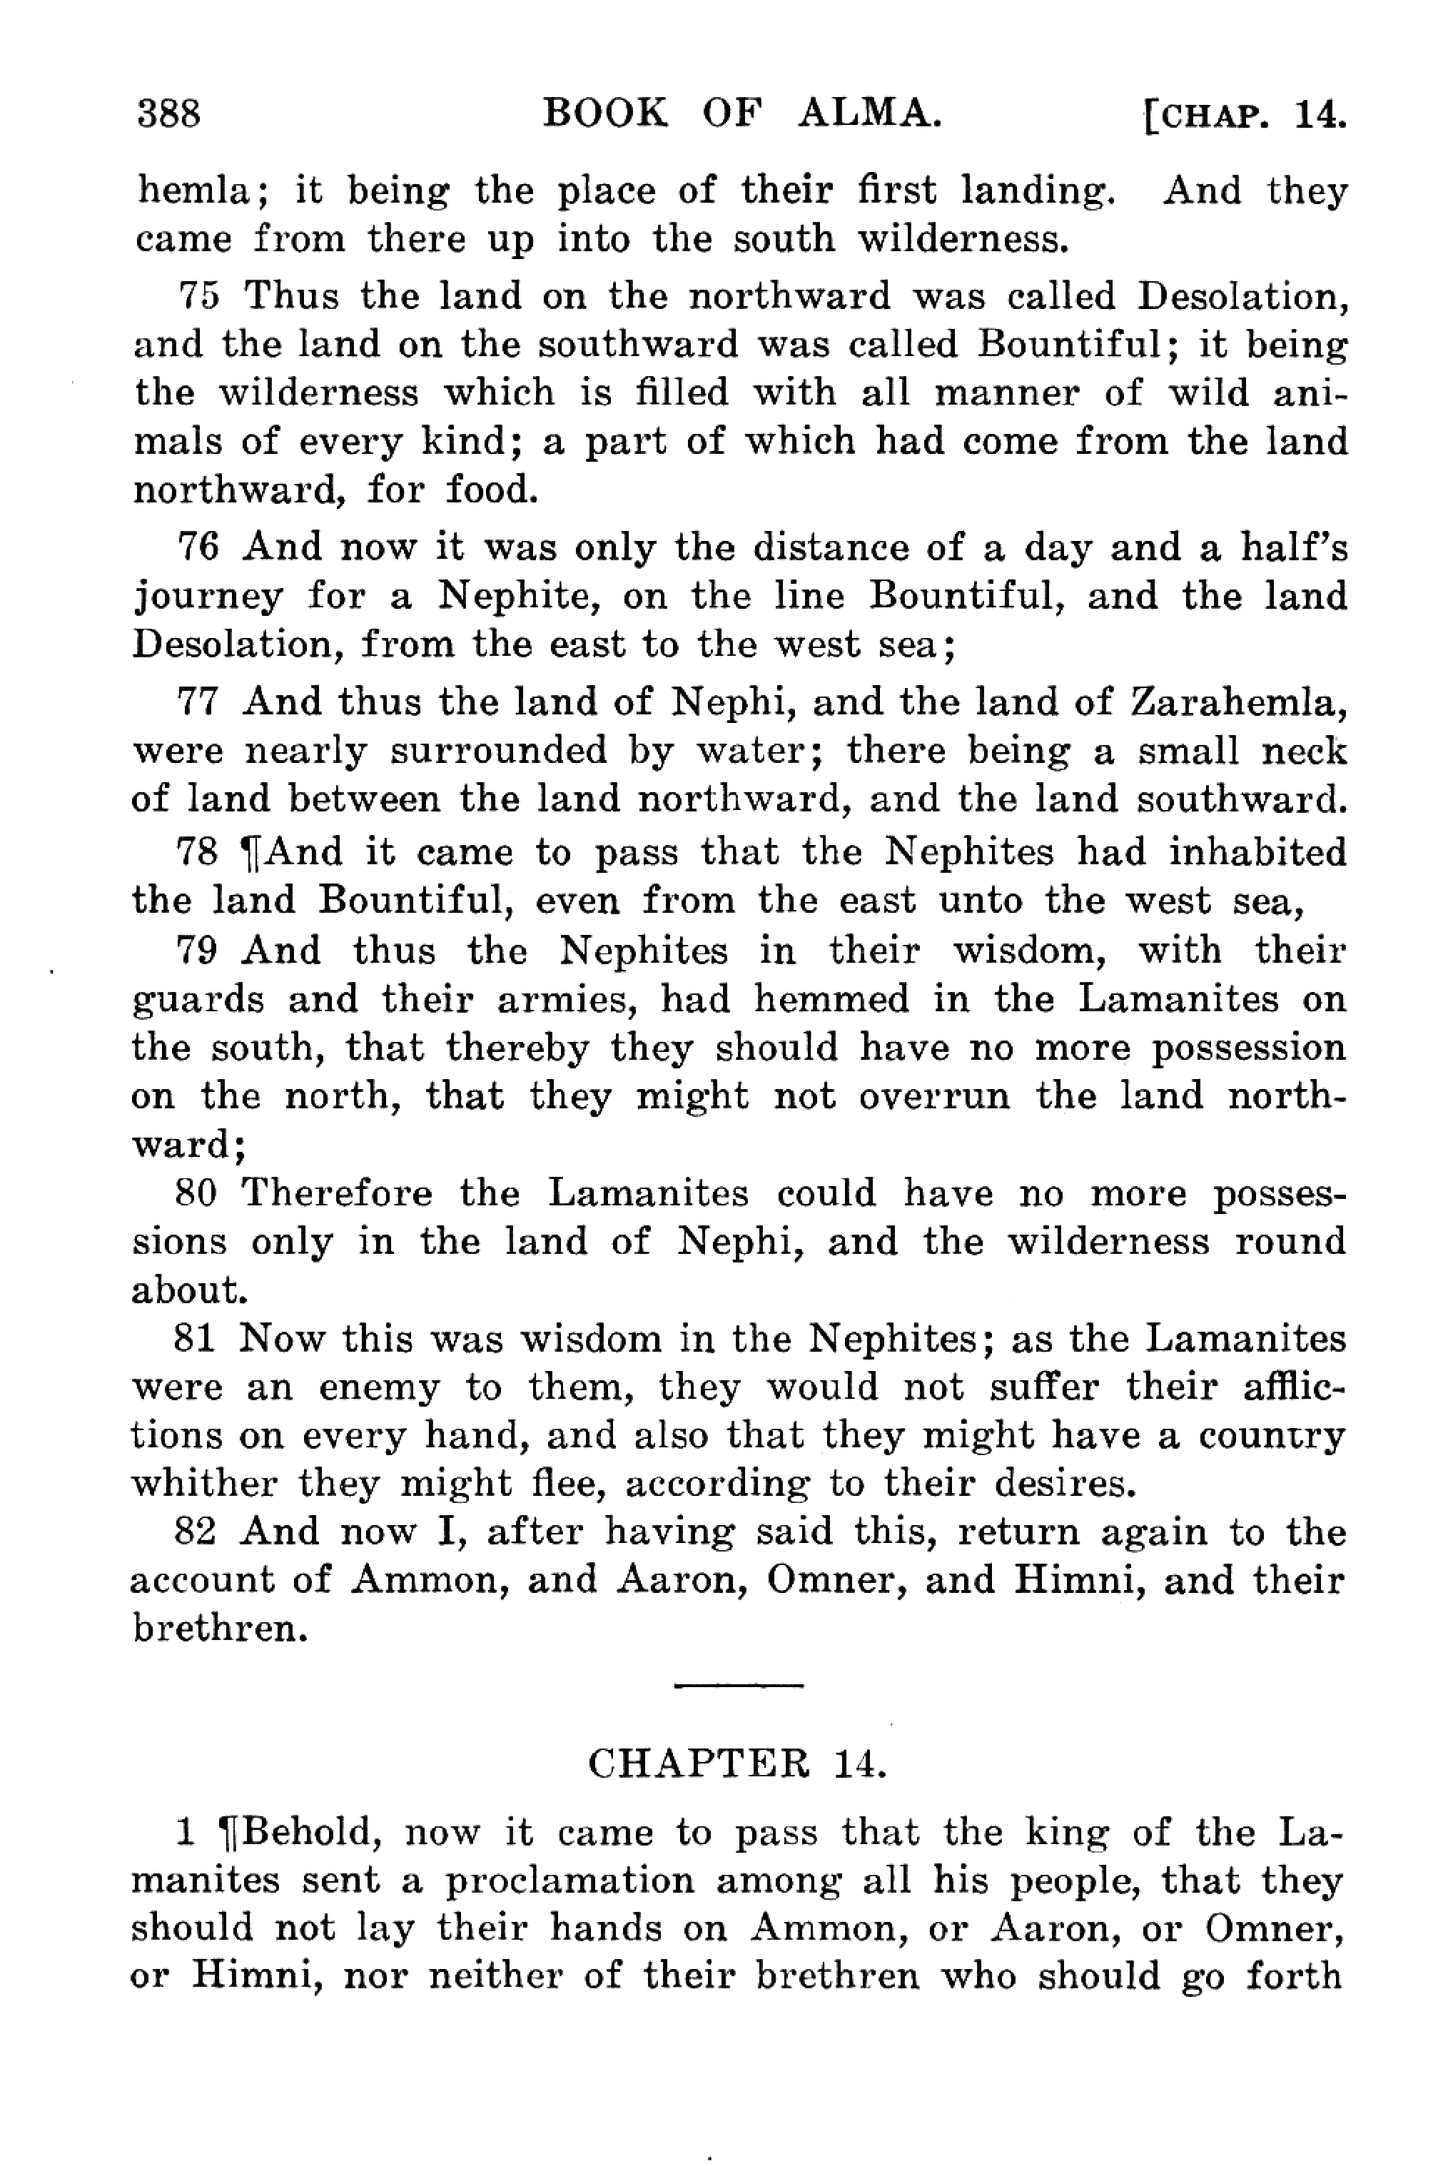 388 BOOK OF ALMA. [CHAP. 14.
hemla; it being the place of their first landing. And they
came from there up into the south wilderness.
75 Thus the land on the northward was called Desolation,
and the land on the southward was called Bountiful; it being
the wilderness which is filled with all manner of wild ani-
mals of every kind; a part of which had come from the land
northward, for food.
76 And now it was only the distance of a day and a half's
journey for a Nephite, on the line Bountiful, and the land
Desolation, from the east to the west sea;
77 And thus the land of Nephi, and the land of Zarahemla,
were nearly surrounded by water; there being a small neck
of land between the land northward, and the land southward.
78 ¶And it came to pass that the Nephites had inhabited
the land Bountiful, even from the east unto the west sea,
79 And thus the Nephites in their wisdom, with their
guards and their armies, had hemmed in the Lamanites on
the south, that thereby they should have no more possession
on the north, that they might not overrun the land north-
ward;
80 Therefore the Lamanites could have no more posses-
sions only in the land of Nephi, and the wilderness round
about.
81 Now this was wisdom in the Nephites; as the Lamanites
were an enemy to them, they would not suffer their afflic-
tions on every hand, and also that they might have a country
whither they might flee, according to their desires.
82 And now I, after having said this, return again to the
account of Ammon, and Aaron, Omner, and Himni, and their
brethren.
CHAPTER 14.
1 ¶Behold, now it came to pass that the king of the La-
manites sent a proclamation among all his people, that they
should not lay their hands on Ammon, or Aaron, or Omner,
or Himni, nor neither of their brethren who should go forth